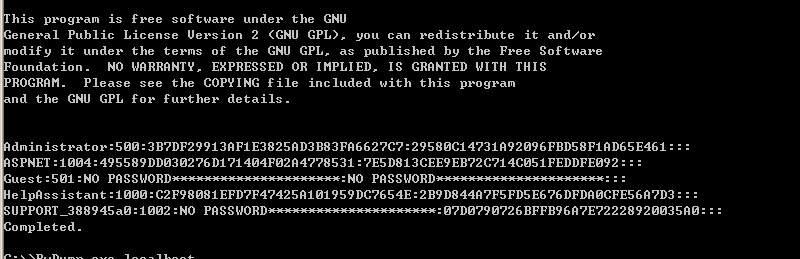 This program is free software under the GNU
General Public License Version 2 (GNU GPL), you can redistribute it and/or
modify it under the terms of the GNU GPL, as published by the Free Software
Foundation.  NO WARRANTY, EXPRESSED OR IMPLIED, IS GRANTED WITH THIS
PROGRAM.  Please see the COPYING file included with this program
and the GNU GPL for further details.
Administrator:500:3B7DF29913AF1E3825AD3B83FA6627C7:29580C14731A92096FBD58F1AD65E461:::
ASPNET:1004:495589DD030276D171404F02A4778531:7E5D813CEE9EB72C714C051FEDDFE092:::
Guest:501:NO PASSWORD*********************:NO PASSWORD*********************:::
HelpAssistant:1000:C2F98081EFD7F47425A101959DC7654E:2B9D844A7F5FD5E676DFDA0CFE56A7D3:::
SUPPORT_388945a0:1002:NO PASSWORD*********************:07D0790726BFFB96A7E72228920035A0:::
Completed.
C:\>PwDump.exe localhost